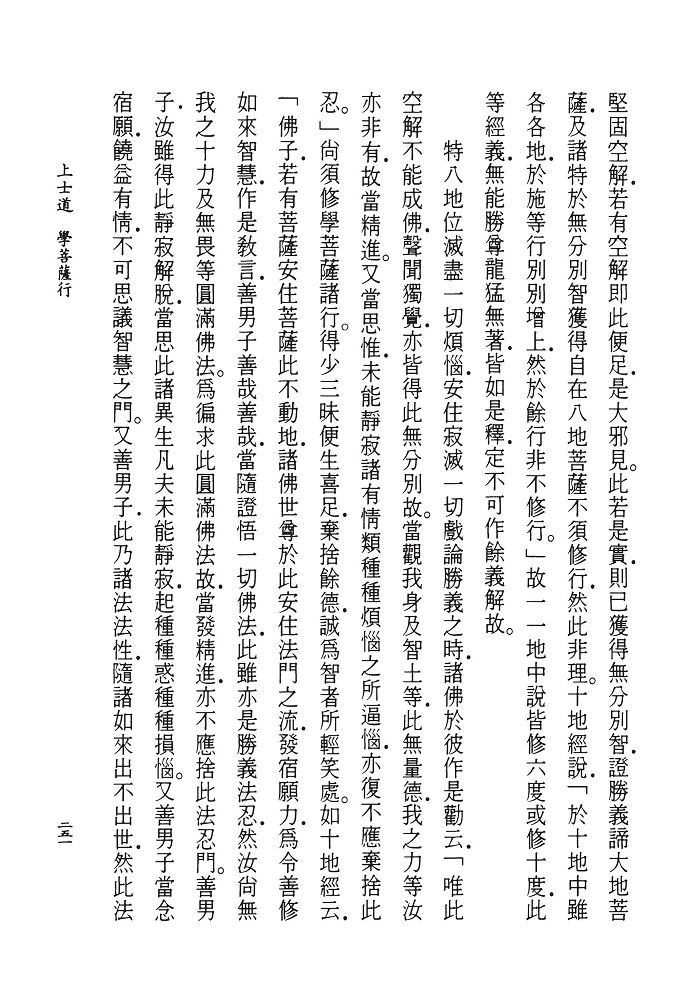 堅固空解．若有空解即此便足．是大邪見。此若是實．則已獲得無分別智．證勝義諦大地菩
薩．及諸特於無分別智獲得自在八地菩薩不須修行．然此非理。十地經說．「於十地中雖
各各地．於施等行別別增上．然於餘行非不修行。」故一一地中說皆修六度或修十度．此
等經義．無能勝尊龍猛無著．皆如是釋．定不可作餘義解故。
特八地位滅盡一切煩惱．安住寂滅一切戲論勝義之時．諸佛於彼作是勸云．「唯此
空解不能成佛．聲聞獨覺．亦皆得此無分別故。當觀我身及智土等．此無量德．我之力等汝
亦非有．故當精進。又當思惟．未能靜寂諸有情類種種煩惱之所逼惱．亦復不應棄捨此
忍。」尙須修學菩薩諸行。得少三昧便生喜足．棄捨餘德．誠爲智者所輕笑處。如十地經云．
「佛子．若有菩薩安住菩薩此不動地．諸佛世尊於此安住法門之流．發宿願力．爲令善修
如來智慧．作是敎言．善男子善哉善哉．當隨證悟一切佛法．此雖亦是勝義法忍．然汝尙無
我之十力及無畏等圓滿佛法。爲徧求此圓滿佛法故．當發精進．亦不應捨此法忍門。善男
子．汝雖得此靜寂解脫．當思此諸異生凡夫未能靜寂．起種種惑種種損惱。又善男子當念
宿願．饒益有情．不可思議智慧之門。又善男子．此乃諸法法性．隨諸如來出不出世．然此法
上士道　學菩薩行
二五一